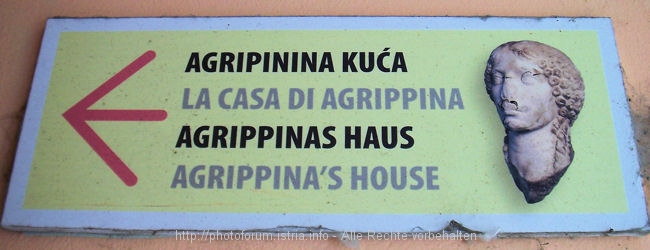 AGRIPININA KUĆA
LA CASA DI AGRIPPINA
AGRIPPINAS HAUS
AGRIPPINA'S HOUSE
http://photoforum.istria.info - Alle Rechte vorbehalten